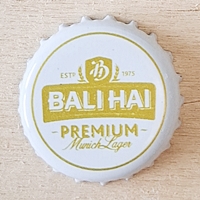 B
ESTD 1975
BALI HAI
PREMIUM
Munich Lager